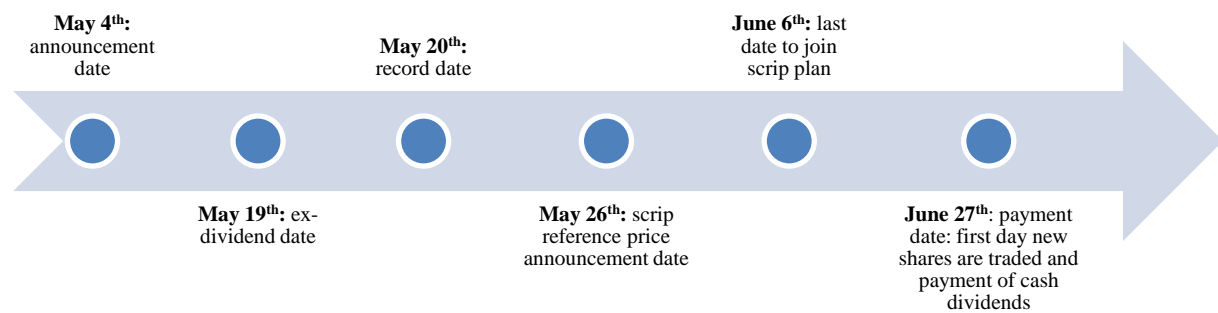 May 4th:
announcement
date
May 19th: ex-
dividend date
May 20th:
record date
May 26th: scrip
reference price
announcement date
June 6th: last
date to join
scrip plan
June 27th: payment
date: first day new
shares are traded and
payment of cash
dividends